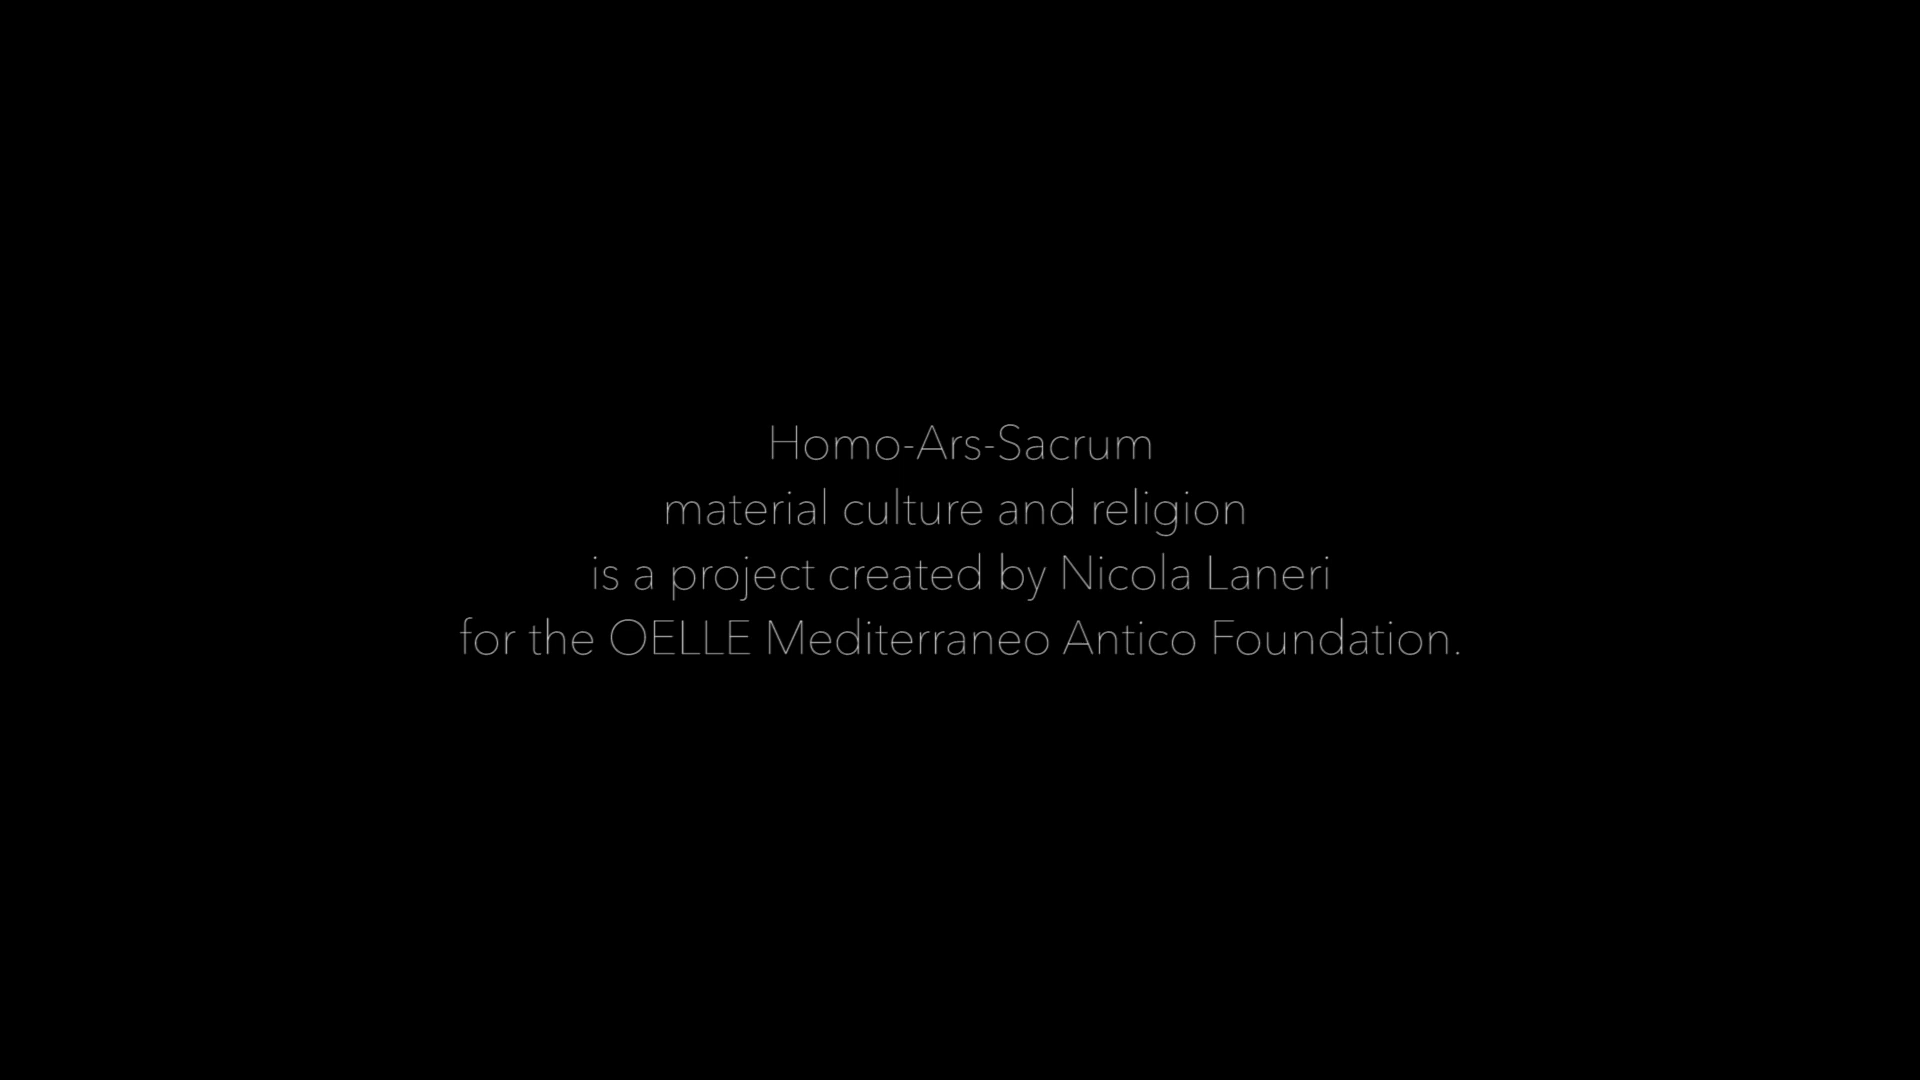 Homo-Ars-Sacrum
material culture and religion
is a project created by Nicola Laneri
for the OELLE Mediterraneo Antico Foundation.